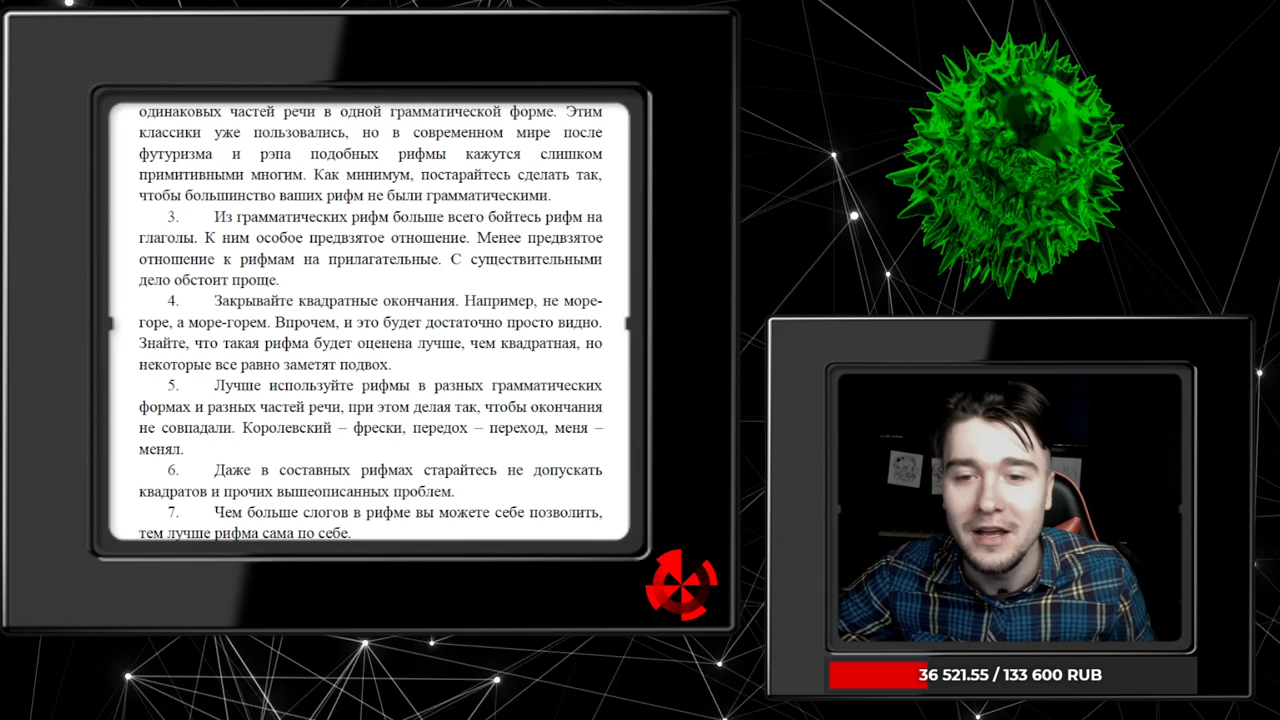 одинаковых частей речи в одной грамматической форме. Этим
классики уже пользовались, но в современном мире после
футуризма и рэпа подобных рифмы кажутся слишком
примитивными многим. Как минимум, постарайтесь сделать так,
чтобы большинство ваших рифм не были грамматическими.
3. Из грамматических рифм больше всего бойтесь рифм на
глаголы. К ним особое предвзятое отношение. Менее предвзятое
отношение к рифмам на прилагательные. С существительными
дело обстоит проще.
4. Закрывайте квадратные окончания. Например, не море-
горе, а море-горем. Впрочем, и это будет достаточно просто видно.
Знайте, что такая рифма будет оценена лучше, чем квадратная, но
некоторые все равно заметят подвох.
5. Лучше используйте рифмы в разных грамматических
формах и разных частей речи, при этом делая так, чтобы окончания
не совпадали. Королевский – фрески, передох – переход, меня –
менял.
6. Даже в составных рифмах старайтесь не допускать
квадратов и прочих вышеописанных проблем.
7. Чем больше слогов в рифме вы можете себе позволить,
тем лучше рифма сама по себе.
36 521.55 / 133 600 RUB